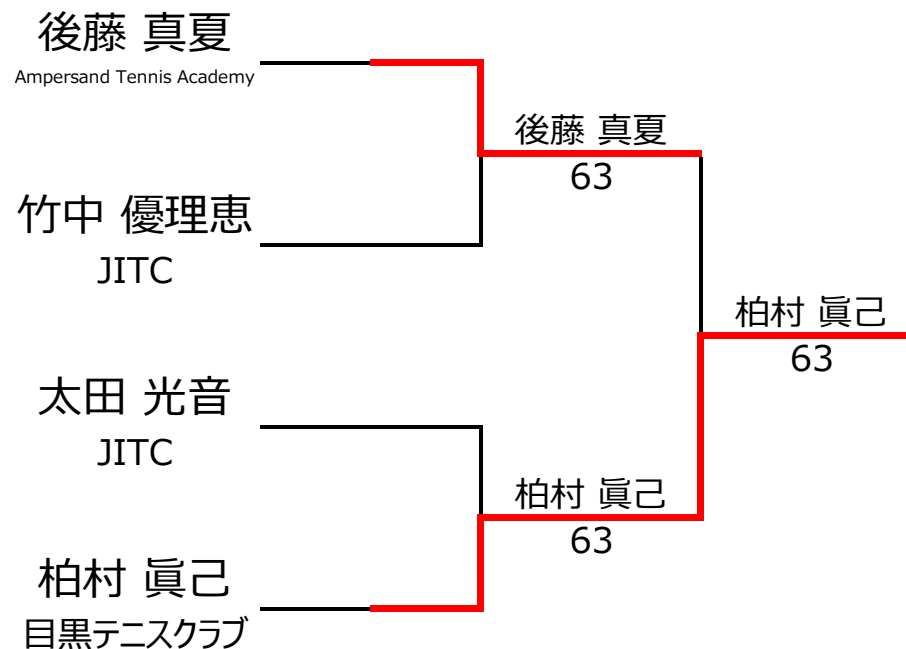 後藤 真夏
Ampersand Tennis Academy
後藤 真夏
63
竹中 優理恵
JITC
柏村 眞己
63
太田 光音
JITC
柏村 眞己
63
柏村 眞己
目黒テニスクラブ